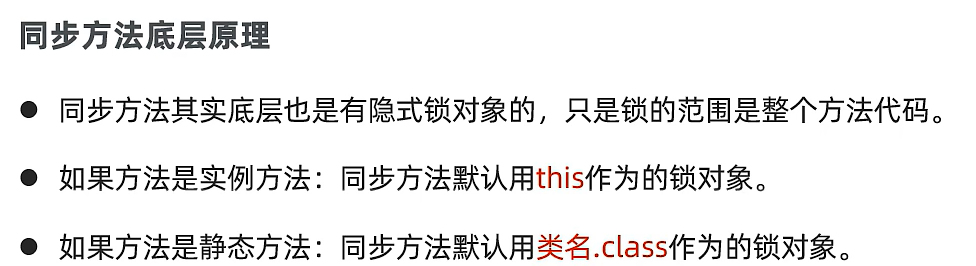 同步方法底层原理
● 同步方法其实底层也是有隐式锁对象的，只是锁的范围是整个方法代码。
● 如果方法是实例方法：同步方法默认用this作为的锁对象。
● 如果方法是静态方法：同步方法默认用类名.class作为的锁对象。